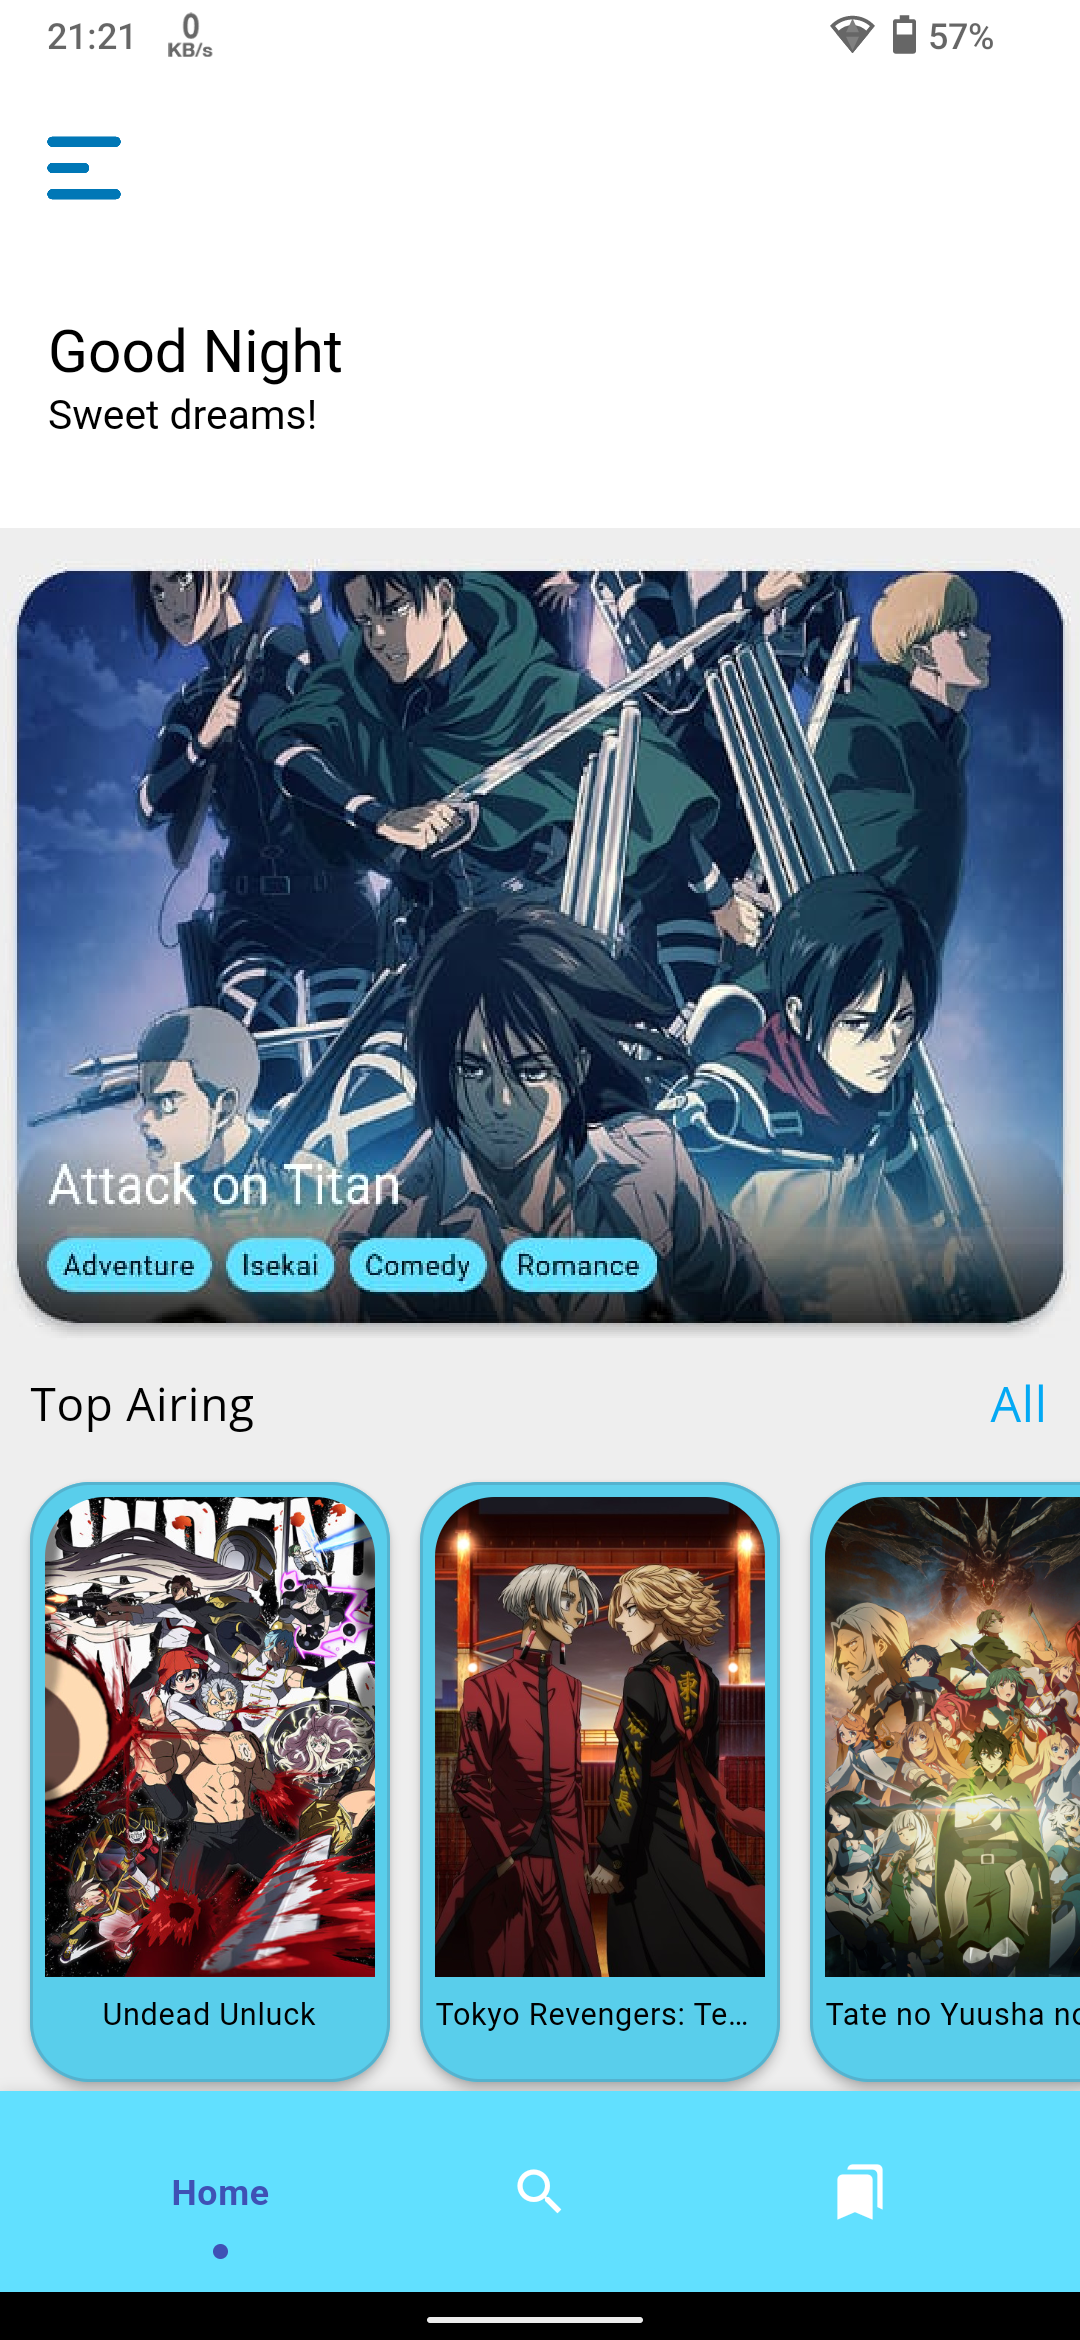 21:21 0 KB/s 57%
Good Night
Sweet dreams!
Attack on Titan
Adventure Isekai Comedy Romance
Top Airing All
Undead Unluck Tokyo Revengers: Te... Tate no Yuusha no
Home